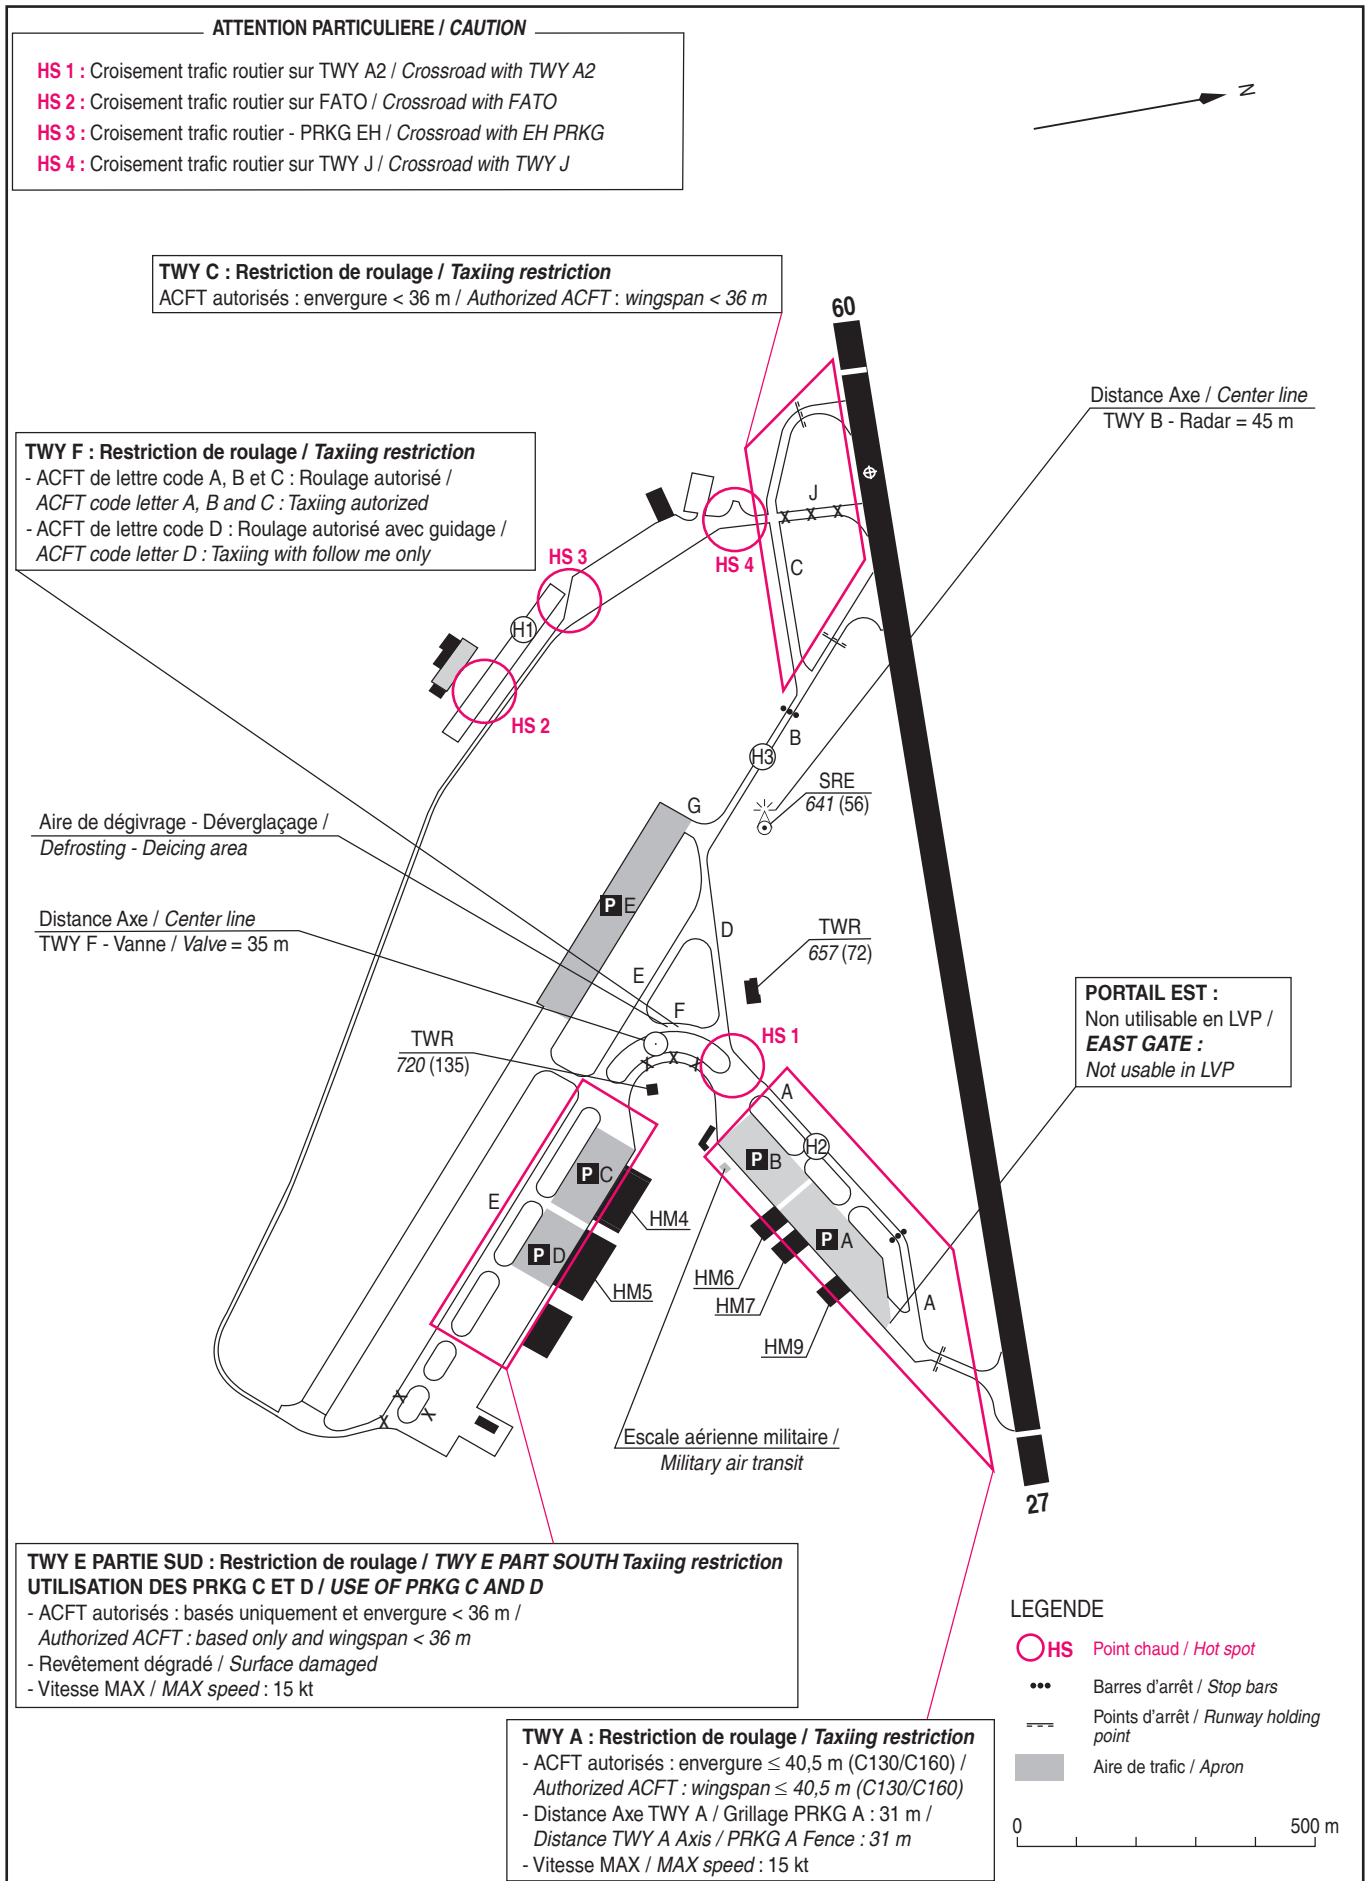 ATTENTION PARTICULIERE / CAUTION
HS 1 : Croisement trafic routier sur TWY A2 / Crossroad with TWY A2
HS 2 : Croisement trafic routier sur FATO / Crossroad with FATO
HS 3 : Croisement trafic routier - PRKG EH / Crossroad with EH PRKG
HS 4 : Croisement trafic routier sur TWY J / Crossroad with TWY J
N
TWY C : Restriction de roulage / Taxiing restriction
ACFT autorisés : envergure < 36 m / Authorized ACFT : wingspan < 36 m
60
Distance Axe / Center line
TWY B - Radar = 45 m
TWY F : Restriction de roulage / Taxiing restriction
- ACFT de lettre code A, B et C : Roulage autorisé /
ACFT code letter A, B and C : Taxiing autorized
- ACFT de lettre code D : Roulage autorisé avec guidage /
ACFT code letter D : Taxiing with follow me only
J
HS 3
HS 4
C
H1
HS 2
B
H3
SRE
641 (56)
G
Aire de dégivrage - Déverglaçage /
Defrosting - Deicing area
P E
Distance Axe / Center line
TWY F - Vanne / Valve = 35 m
D
TWR
657 (72)
E
F
PORTAIL EST :
Non utilisable en LVP /
EAST GATE :
Not usable in LVP
HS 1
TWR
720 (135)
A
H2
P B
P C
E
HM4
P A
P D
HM6
HM5
HM7
A
HM9
Escale aérienne militaire /
Military air transit
27
TWY E PARTIE SUD : Restriction de roulage / TWY E PART SOUTH Taxiing restriction
UTILISATION DES PRKG C ET D / USE OF PRKG C AND D
- ACFT autorisés : basés uniquement et envergure < 36 m /
Authorized ACFT : based only and wingspan < 36 m
- Revêtement dégradé / Surface damaged
- Vitesse MAX / MAX speed : 15 kt
LEGENDE
HS Point chaud / Hot spot
Barres d'arrêt / Stop bars
Points d'arrêt / Runway holding
point
Aire de trafic / Apron
0 500 m
TWY A : Restriction de roulage / Taxiing restriction
- ACFT autorisés : envergure ≤ 40,5 m (C130/C160) /
Authorized ACFT : wingspan ≤ 40,5 m (C130/C160)
- Distance Axe TWY A / Grillage PRKG A : 31 m /
Distance TWY A Axis / PRKG A Fence : 31 m
- Vitesse MAX / MAX speed : 15 kt